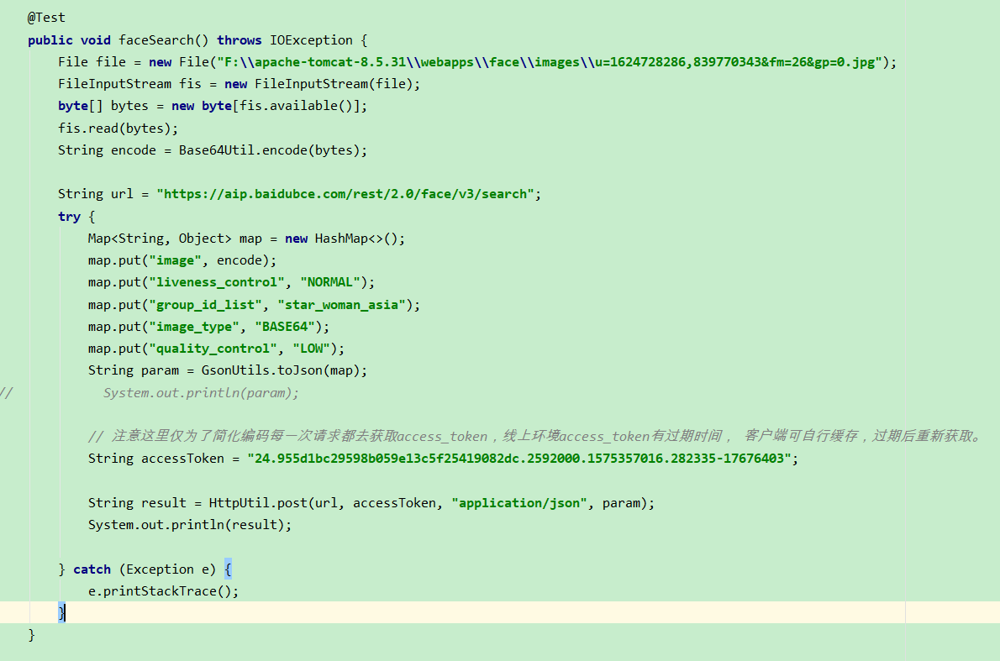 @Test
public void faceSearch() throws IOException {
File file = new File("F:\\apache-tomcat-8.5.31\\webapps\\face\\images\\u=1624728286,839770343&fm=26&gp=0.jpg");
FileInputStream fis = new FileInputStream(file);
byte[] bytes = new byte[fis.available()];
fis.read(bytes);
String encode = Base64Util.encode(bytes);
String url = "https://aip.baidubce.com/rest/2.0/face/v3/search";
try {
Map<String, Object> map = new HashMap<>();
map.put("image", encode);
map.put("liveness_control", "NORMAL");
map.put("group_id_list", "star_woman_asia");
map.put("image_type", "BASE64");
map.put("quality_control", "LOW");
String param = GsonUtils.toJson(map);
// System.out.println(param);
// 注意这里仅为了简化编码每一次请求都去获取access_token，线上环境access_token有过期时间， 客户端可自行缓存，过期后重新获取。
String accessToken = "24.955d1bc29598b059e13c5f25419082dc.2592000.1575357016.282335-17676403";
String result = HttpUtil.post(url, accessToken, "application/json", param);
System.out.println(result);
} catch (Exception e) {
e.printStackTrace();
}
}